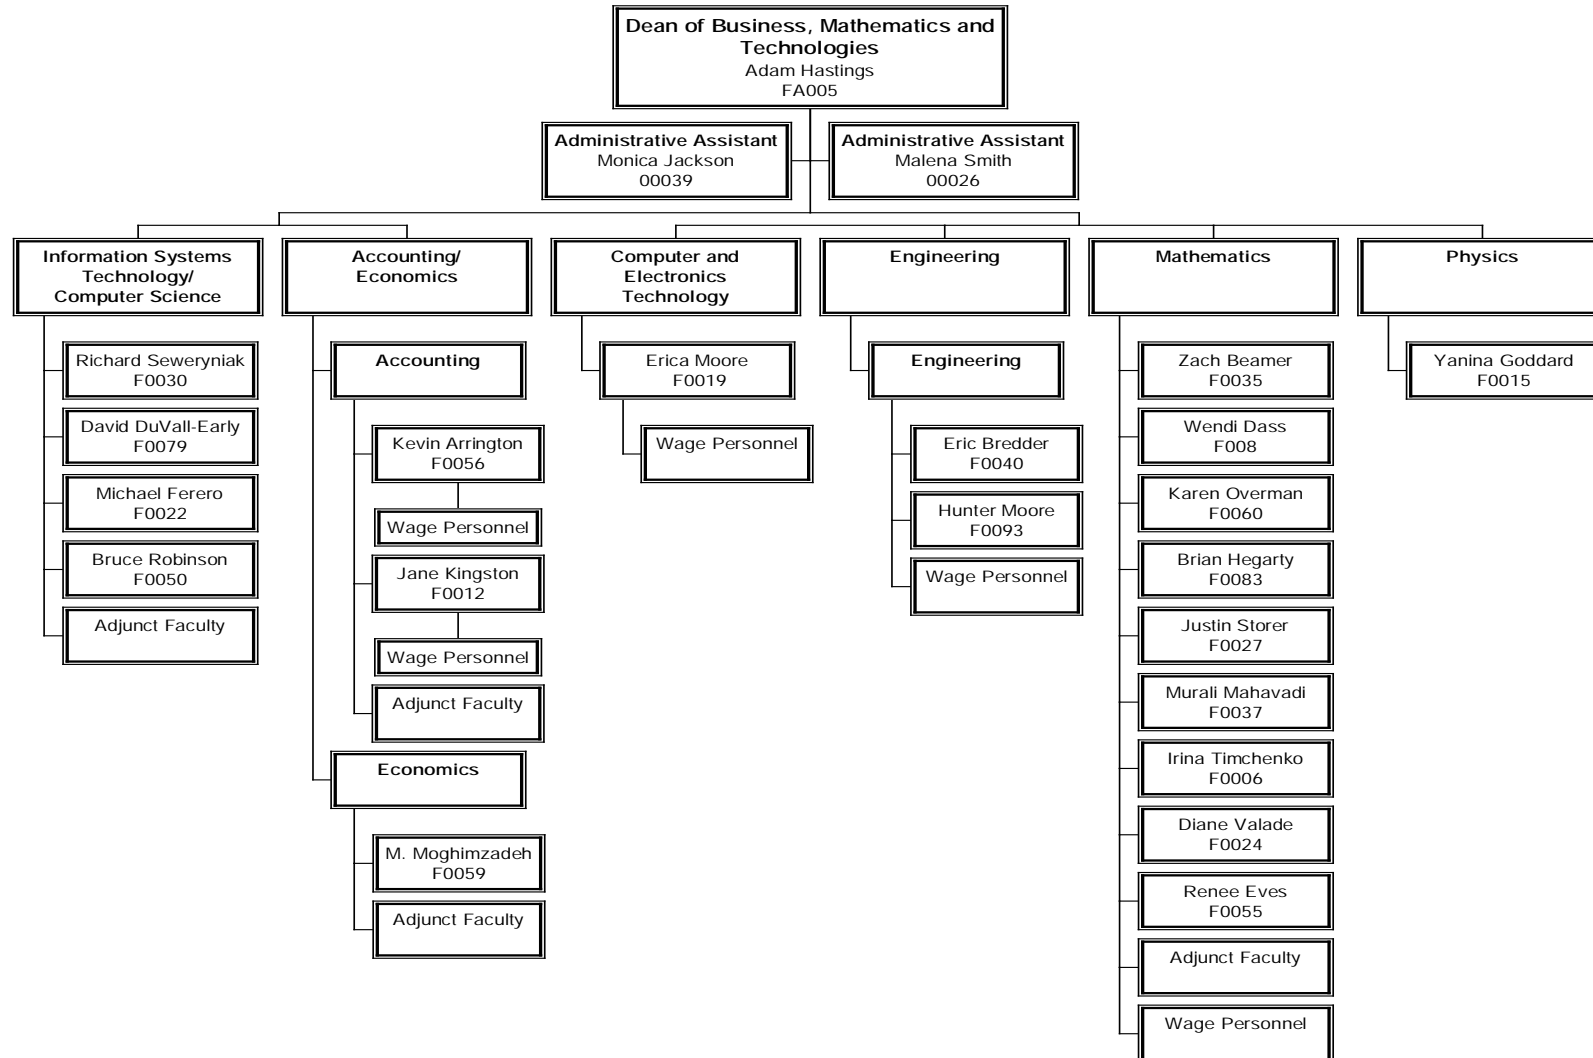 Dean of Business, Mathematics and
Technologies
Adam Hastings
FA005
Administrative Assistant
Monica Jackson
00039
Administrative Assistant
Malena Smith
00026
Information Systems
Technology/
Computer Science
Richard Seweryniak
F0030
David DuVall-Early
F0079
Michael Ferero
F0022
Bruce Robinson
F0050
Adjunct Faculty
Accounting/
Economics
Accounting
Kevin Arrington
F0056
Wage Personnel
Jane Kingston
F0012
Wage Personnel
Adjunct Faculty
Economics
M. Moghimzadeh
F0059
Adjunct Faculty
Computer and
Electronics
Technology
Erica Moore
F0019
Wage Personnel
Engineering
Engineering
Eric Bredder
F0040
Hunter Moore
F0093
Wage Personnel
Mathematics
Zach Beamer
F0035
Wendi Dass
F008
Karen Overman
F0060
Brian Hegarty
F0083
Justin Storer
F0027
Murali Mahavadi
F0037
Irina Timchenko
F0006
Diane Valade
F0024
Renee Eves
F0055
Adjunct Faculty
Wage Personnel
Physics
Yanina Goddard
F0015